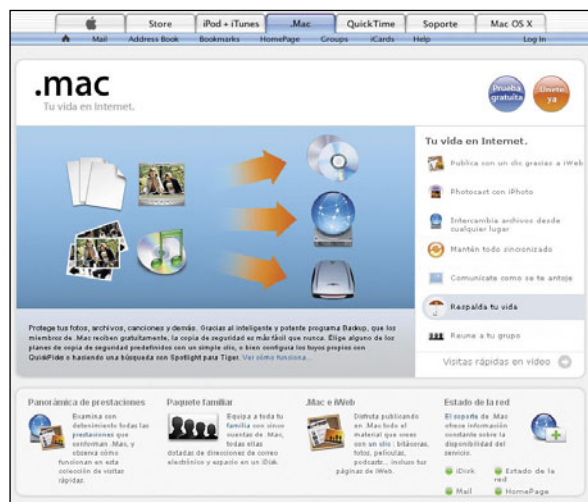 Store iPod + iTunes .Mac QuickTime Soporte Mac OS X
Mail Address Book Bookmarks HomePage Groups iCards Help Log In
.mac
Tu vida en Internet.
Prueba gratuita
Únete ya
Tu vida en Internet.
Publica con un clic gracias a iWeb
Photocast con iPhoto
Intercambia archivos desde
cualquier lugar
Mantén todo sincronizado
Comunícate como se te antoje
Respalda tu vida
Reune a tu grupo
Visitas rápidas en vídeo
Protege tus fotos, archivos, canciones y demás. Gracias al inteligente y potente programa Backup, que los
miembros de .Mac reciben gratuitamente, la copia de seguridad es más fácil que nunca. Elige alguno de los
planes de copia de seguridad predefinidos con un simple clic, o bien configura los tuyos propios con
QuickPicks o haciendo una búsqueda con Spotlight para Tiger. Ver cómo funciona...
Panorámica de prestaciones
Examina con
detenimiento todas las
prestaciones que
conforman .Mac, y
observa cómo
funcionan en esta
colección de visitas
rápidas.
Paquete familiar
Equipa a toda tu
familia con cinco
cuentas de .Mac,
todas ellas
dotadas de direcciones de correo
electrónico y espacio en un iDisk.
.Mac e iWeb
Disfruta publicando
en .Mac todo el
material que crees
con un clic : bitácoras,
fotos, películas,
podcasts... incluso tus
páginas de iWeb.
Estado de la red
El soporte de .Mac
ofrece información
constante sobre la
disponibilidad del
servicio.
iDisk
Estado de la
red
Mail
HomePage